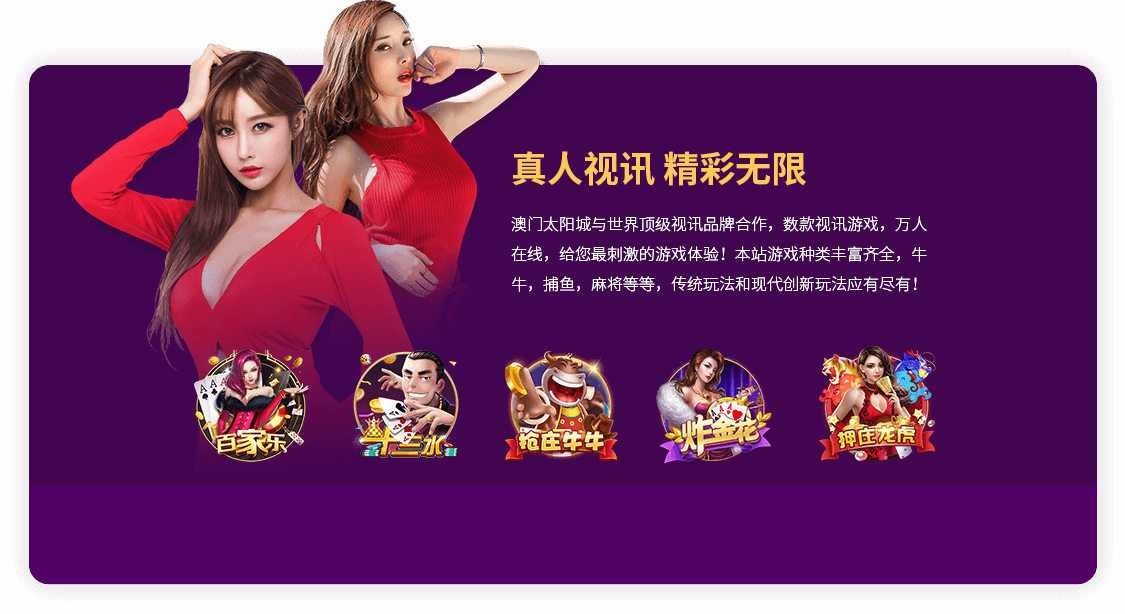 真人视讯 精彩无限
澳门太阳城与世界顶级视讯品牌合作，数款视讯游戏，万人
在线，给您最刺激的游戏体验！本站游戏种类丰富齐全，牛
牛，捕鱼，麻将等等，传统玩法和现代创新玩法应有尽有！
百家乐
十三水
抢庄牛牛
炸金花
押庄龙虎